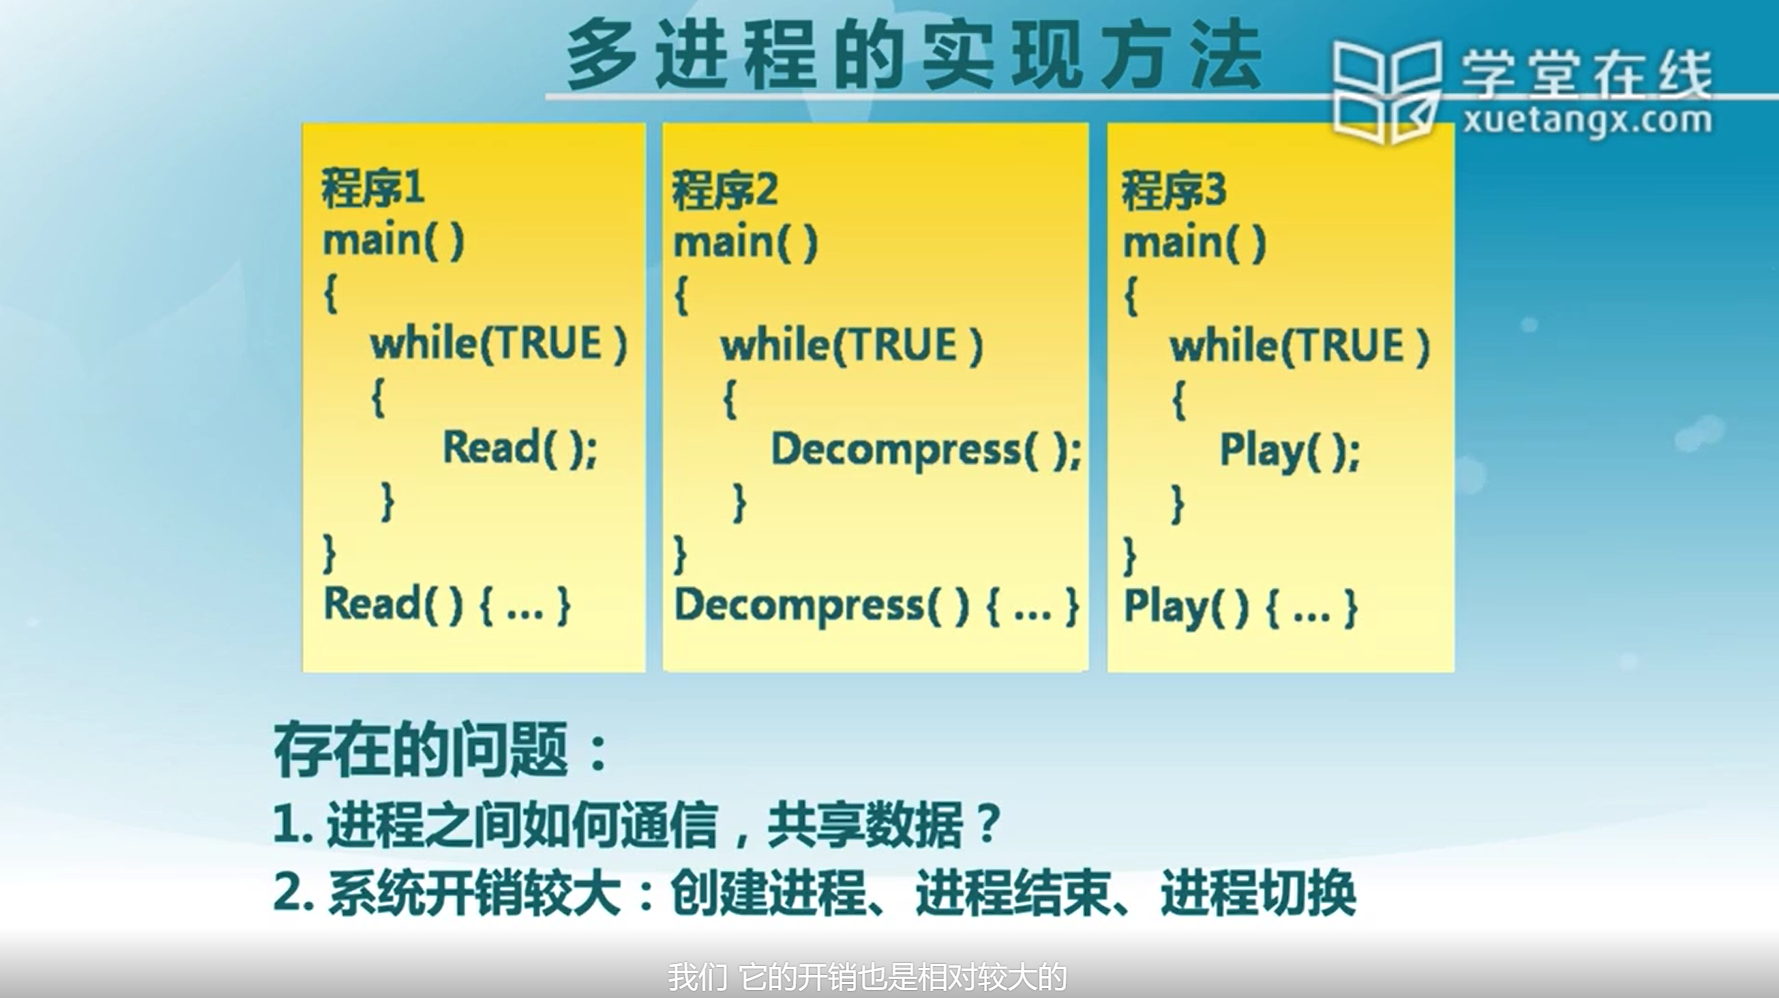 多进程的实现方法
学堂在线
xuetangx.com
程序1
main( )
{
while(TRUE )
{
Read( );
}
}
Read( ) { ... }
程序2
main( )
{
while(TRUE )
{
Decompress( );
}
}
Decompress( ) { ... }
程序3
main( )
{
while(TRUE )
{
Play( );
}
}
Play( ) { ... }
存在的问题：
1. 进程之间如何通信，共享数据？
2. 系统开销较大：创建进程、进程结束、进程切换
我们 它的开销也是相对较大的